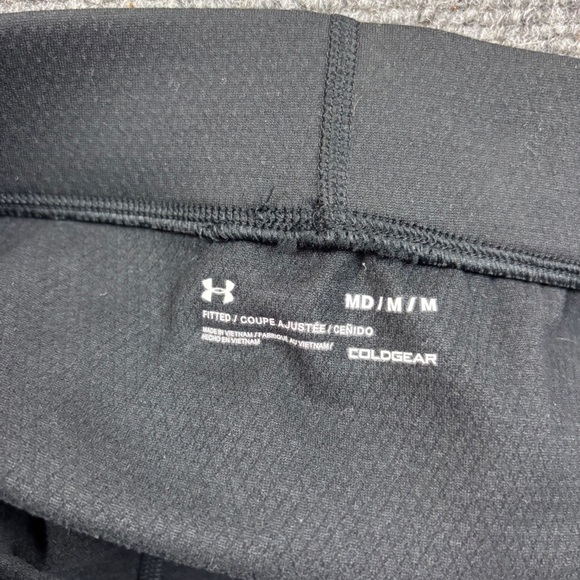 MD / M / M
FITTED / COUPE AJUSTÉE / CEÑIDO
MADE IN VIETNAM / FABRIQUÉ AU VIETNAM /
HECHO EN VIETNAM
COLDGEAR